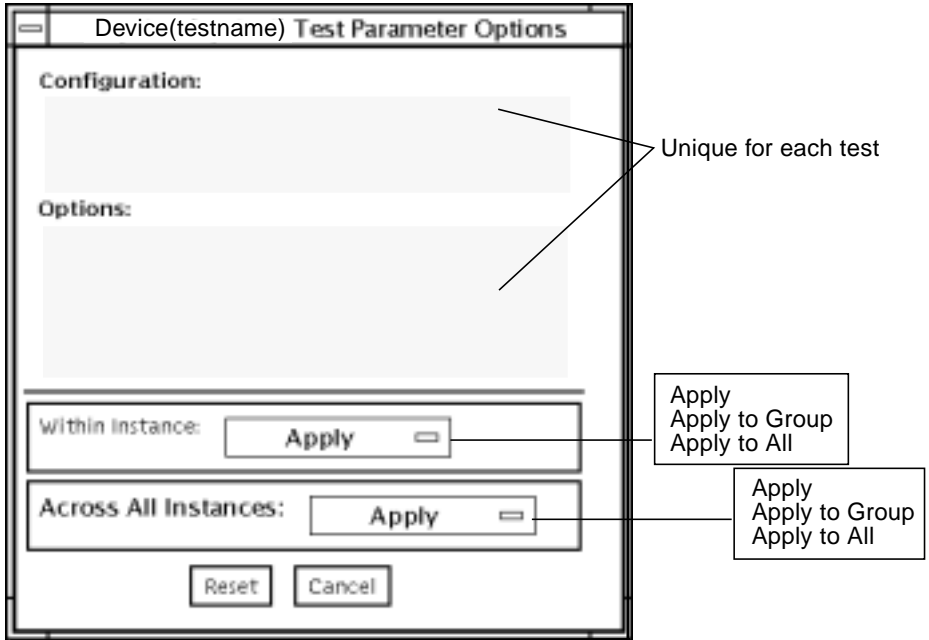 Device(testname) Test Parameter Options
Configuration:
Unique for each test
Options:
Within Instance:
Apply
Apply
Apply to Group
Apply to All
Across All Instances:
Apply
Apply
Apply to Group
Apply to All
Reset
Cancel